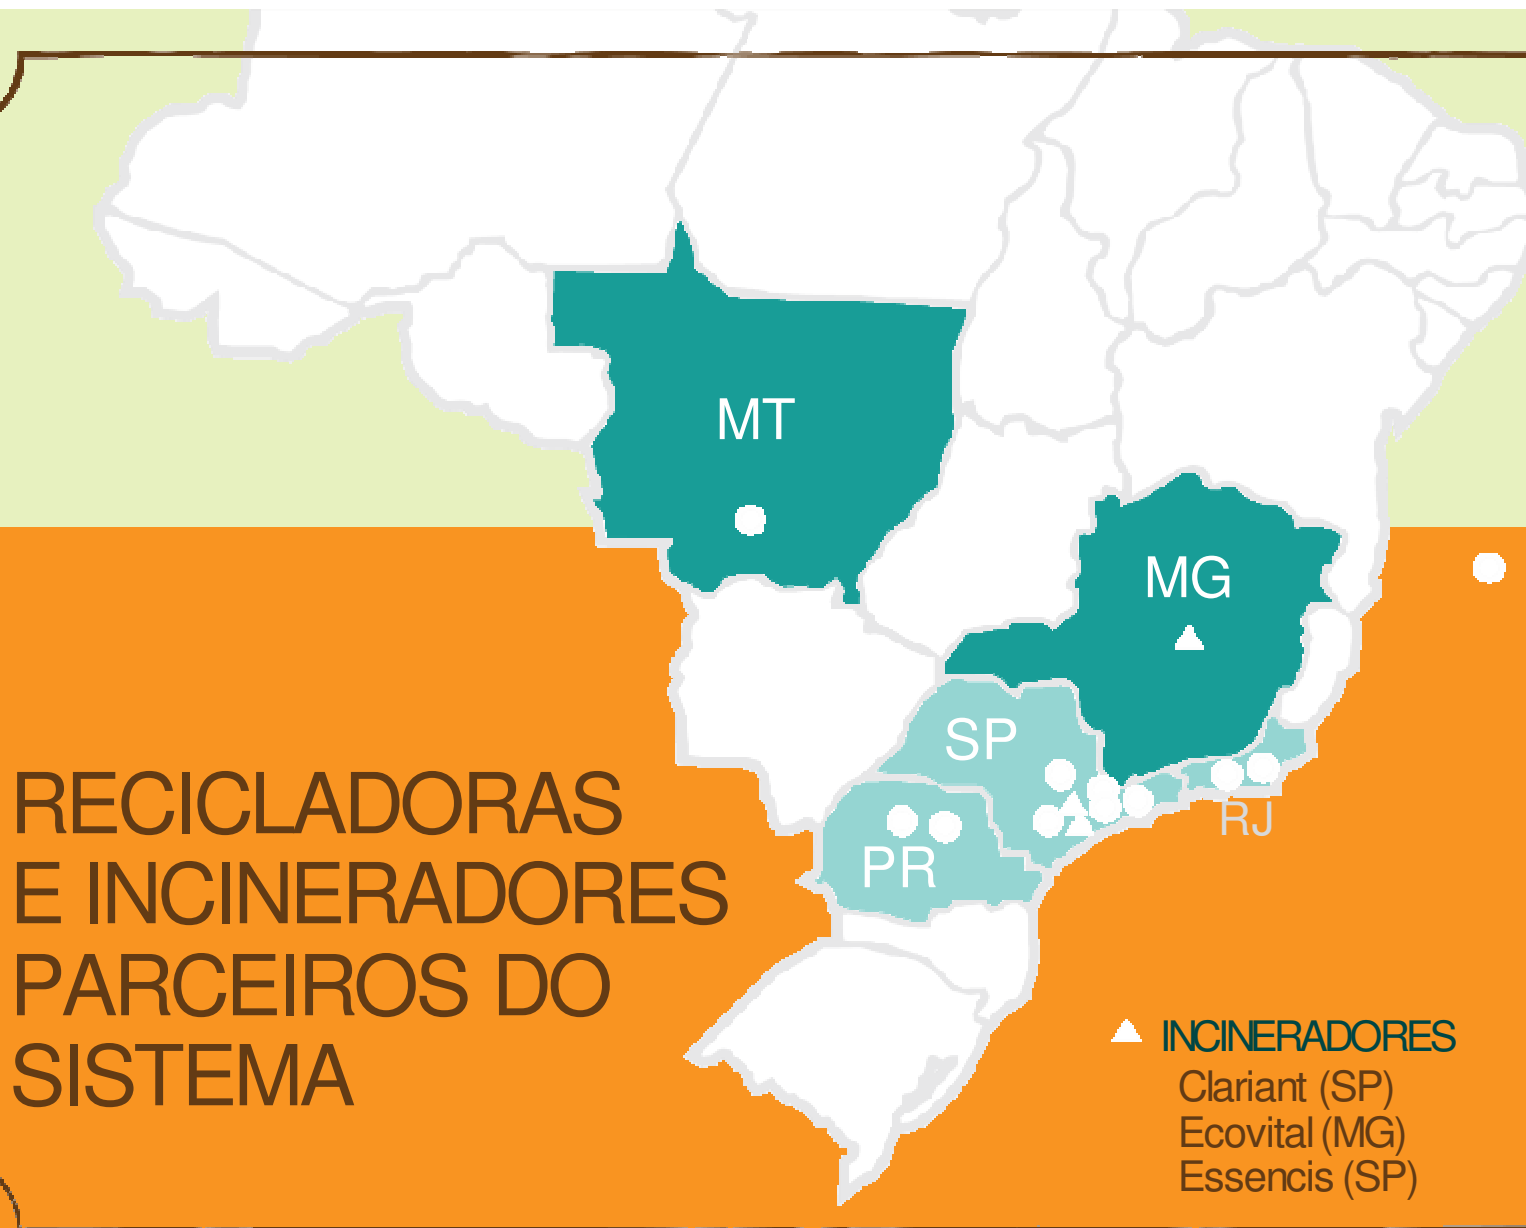 MT
MG
SP
RJ
PR
RECICLADORAS
E INCINERADORES
PARCEIROS DO
SISTEMA
INCINERADORES
Clariant (SP)
Ecovital (MG)
Essencis (SP)